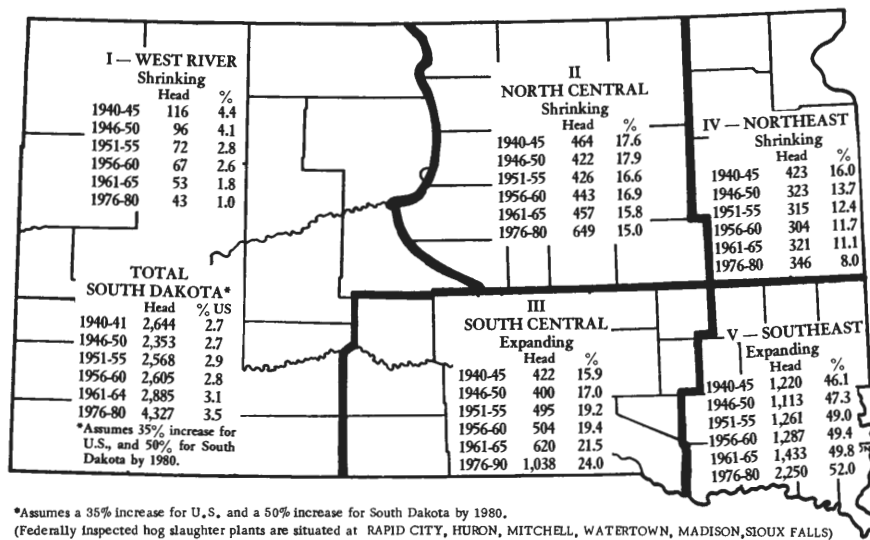 I — WEST RIVER
Shrinking
Head %
1940-45 116 4.4
1946-50 96 4.1
1951-55 72 2.8
1956-60 67 2.6
1961-65 53 1.8
1976-80 43 1.0
II
NORTH CENTRAL
Shrinking
Head %
1940-45 464 17.6
1946-50 422 17.9
1951-55 426 16.6
1956-60 443 16.9
1961-65 457 15.8
1976-80 649 15.0
IV — NORTHEAST
Shrinking
Head %
1940-45 423 16.0
1946-50 323 13.7
1951-55 315 12.4
1956-60 304 11.7
1961-65 321 11.1
1976-80 346 8.0
TOTAL
SOUTH DAKOTA*
Head % US
1940-41 2,644 2.7
1946-50 2,353 2.7
1951-55 2,568 2.9
1956-60 2,605 2.8
1961-64 2,885 3.1
1976-80 4,327 3.5
*Assumes 35% increase for
U.S., and 50% for South
Dakota by 1980.
III
SOUTH CENTRAL
Expanding
Head %
1940-45 422 15.9
1946-50 400 17.0
1951-55 495 19.2
1956-60 504 19.4
1961-65 620 21.5
1976-90 1,038 24.0
V — SOUTHEAST
Expanding
Head %
1940-45 1,220 46.1
1946-50 1,113 47.3
1951-55 1,261 49.0
1956-60 1,287 49.4
1961-65 1,433 49.8
1976-80 2,250 52.0
*Assumes a 35% increase for U.S. and a 50% increase for South Dakota by 1980.
(Federally inspected hog slaughter plants are situated at RAPID CITY, HURON, MITCHELL, WATERTOWN, MADISON, SIOUX FALLS)